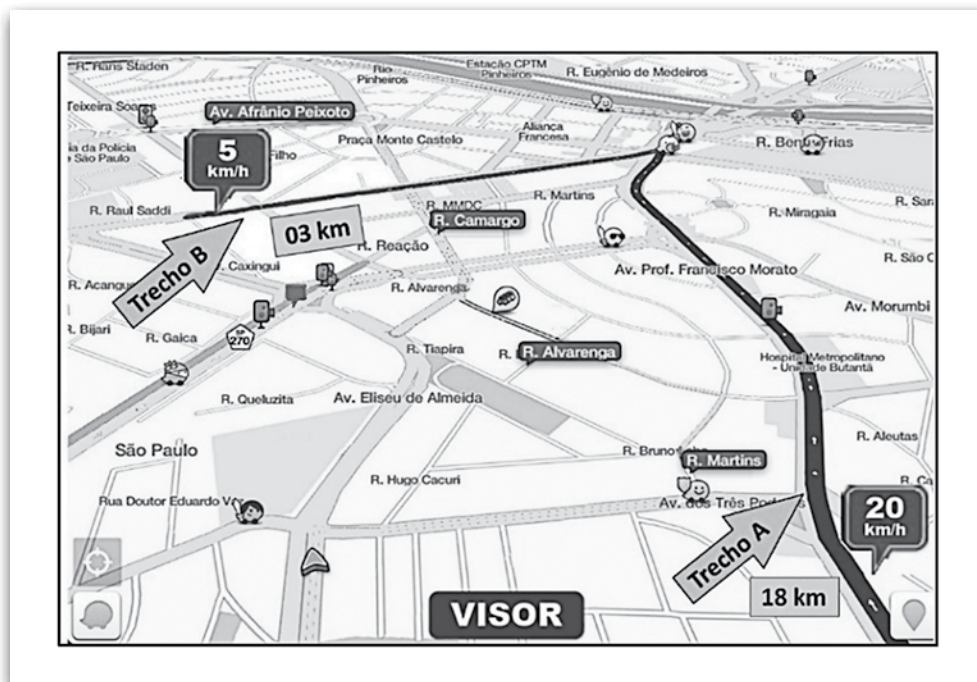 R. Hans Staden
Rio
Pinheiros
Estação CPTM
Pinheiros
R. Eugênio de Medeiros
Teixeira
Av. Afrânio Peixoto
Praça Monte Castelo
Aliança
Francesa
R.
Frias
ia da Polícia
São Paulo
5
km/h
Filho
R. Raul Saddi
R. Martins
R. MMDC
R. Camargo
R. Miragaia
03 km
R. Reação
Trecho B
Caxingui
R. São C
Av. Prof. Francisco Morato
R. Alvarenga
Av. Morumbi
R. Bijari
R. Gaica
SP
270
R. Tiapira
R. Alvarenga
Hospital Metropolitano
- Unidade Butantã
R. Queluzita
Av. Eliseu de Almeida
R. Aleutas
São Paulo
R. Martins
R. Hugo Cacuri
Rua Doutor Eduardo
Av. dos Três
20
km/h
Trecho A
18 km
VISOR